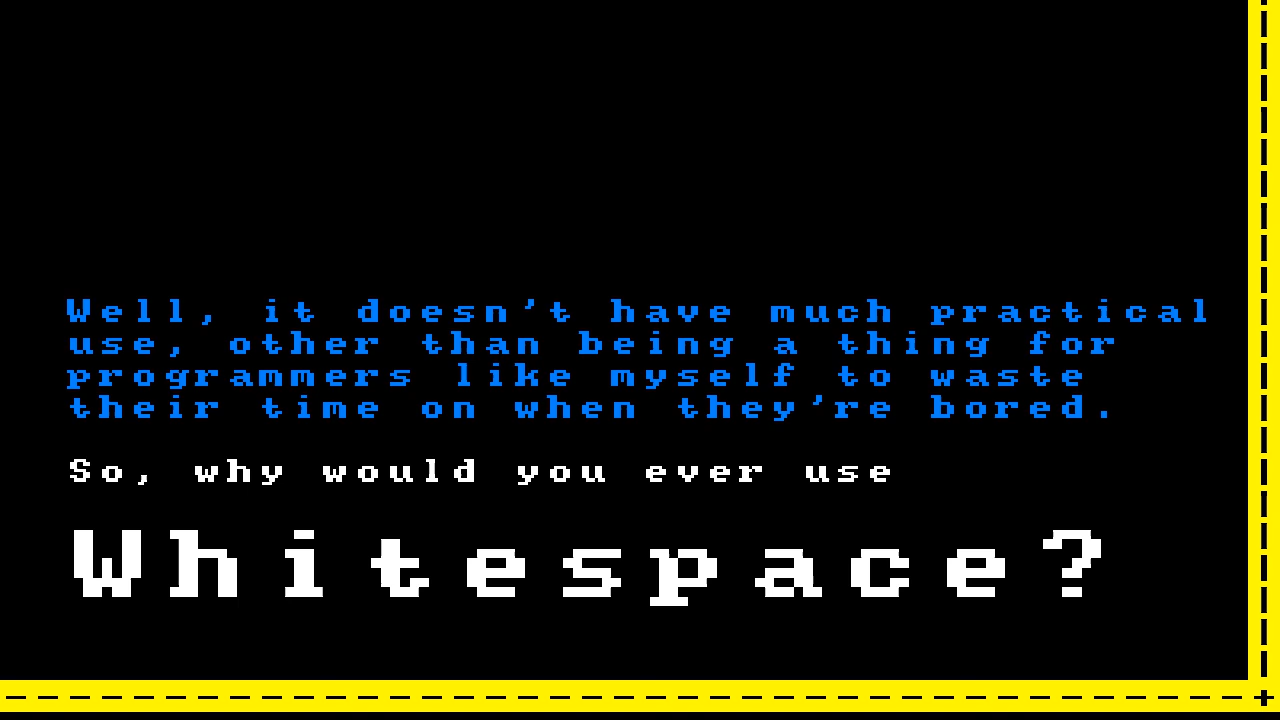 Well, it doesn't have much practical
use, other than being a thing for
programmers like myself to waste
their time on when they're bored.
So, why would you ever use
Whitespace?